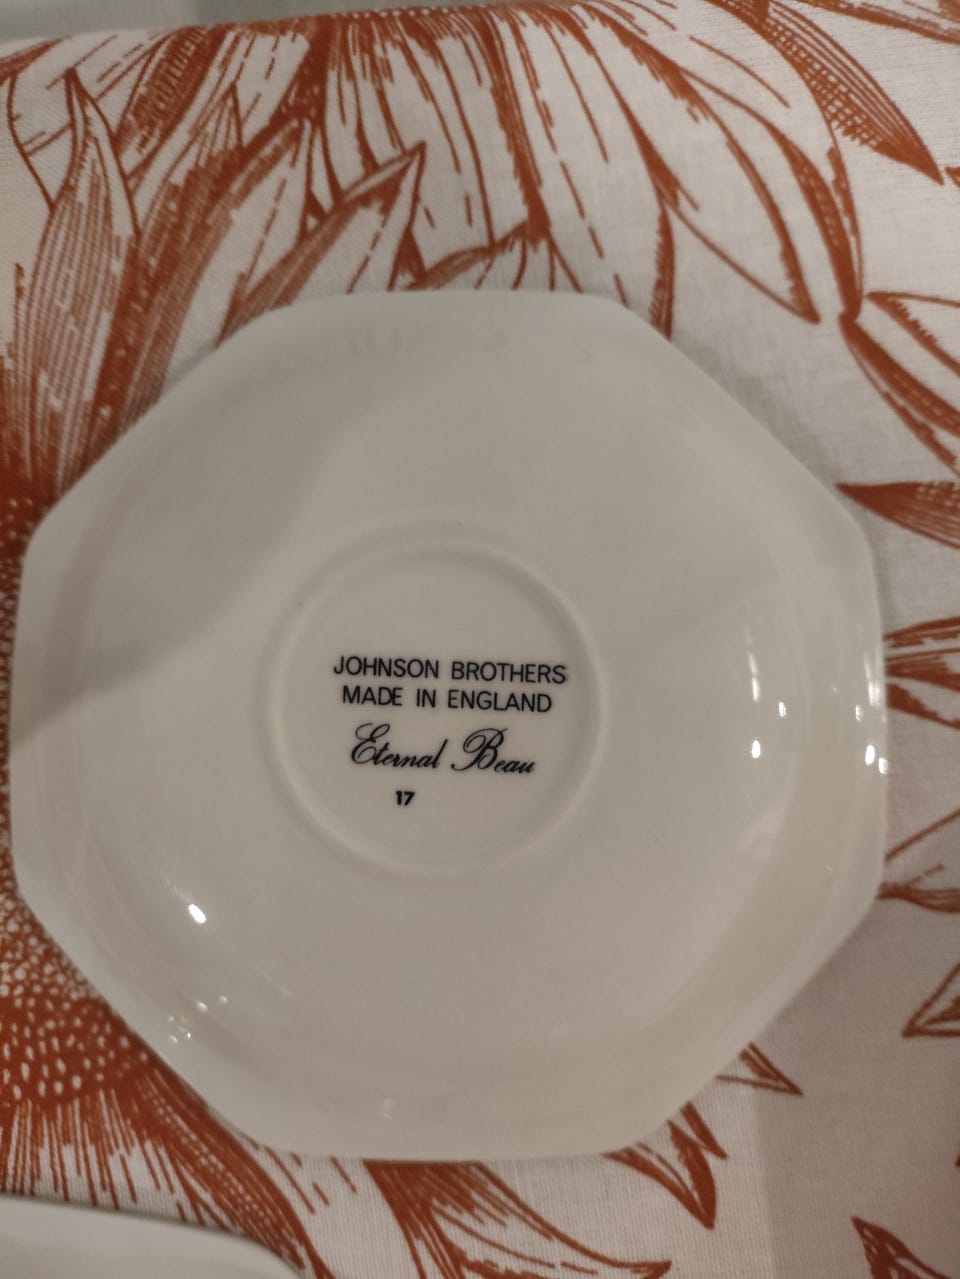 JOHNSON BROTHERS
MADE IN ENGLAND
Eternal Beau
17